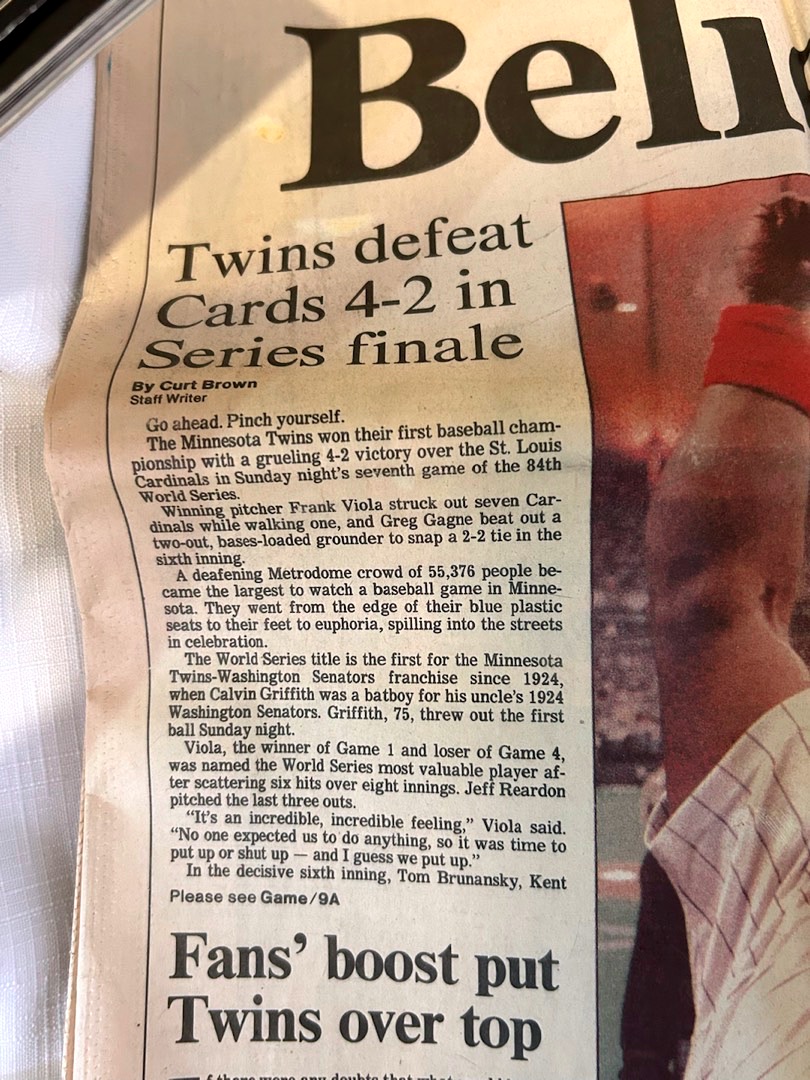 Beli
Twins defeat
Cards 4-2 in
Series finale
By Curt Brown
Staff Writer
Go ahead. Pinch yourself.
The Minnesota Twins won their first baseball cham-
pionship with a grueling 4-2 victory over the St. Louis
Cardinals in Sunday night's seventh game of the 84th
World Series.
Winning pitcher Frank Viola struck out seven Car-
dinals while walking one, and Greg Gagne beat out a
two-out, bases-loaded grounder to snap a 2-2 tie in the
sixth inning.
A deafening Metrodome crowd of 55,376 people be-
came the largest to watch a baseball game in Minne-
sota. They went from the edge of their blue plastic
seats to their feet to euphoria, spilling into the streets
in celebration.
The World Series title is the first for the Minnesota
Twins-Washington Senators franchise since 1924,
when Calvin Griffith was a batboy for his uncle's 1924
Washington Senators. Griffith, 75, threw out the first
ball Sunday night.
Viola, the winner of Game 1 and loser of Game 4,
was named the World Series most valuable player af-
ter scattering six hits over eight innings. Jeff Reardon
pitched the last three outs.
"It's an incredible, incredible feeling," Viola said.
"No one expected us to do anything, so it was time to
put up or shut up — and I guess we put up."
In the decisive sixth inning, Tom Brunansky, Kent
Please see Game/9A
Fans' boost put
Twins over top